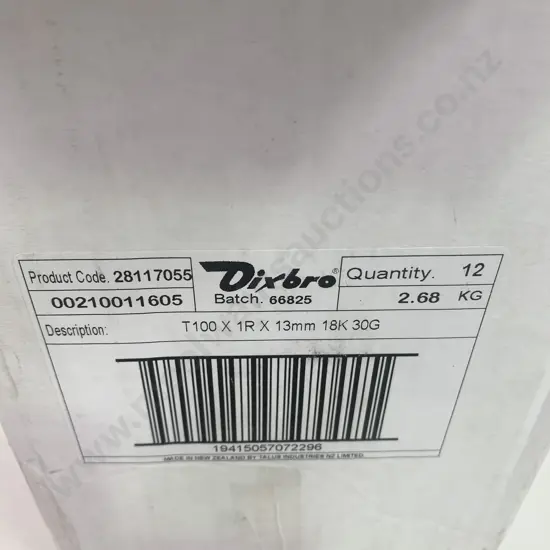 Product Code. 28117055
00210011605
Dixbro®
Batch. 66825
Quantity. 12
2.68 KG
Description: T100 X 1R X 13mm 18K 30G
19415057072296
MADE IN NEW ZEALAND BY TALUS INDUSTRIES NZ LIMITED.